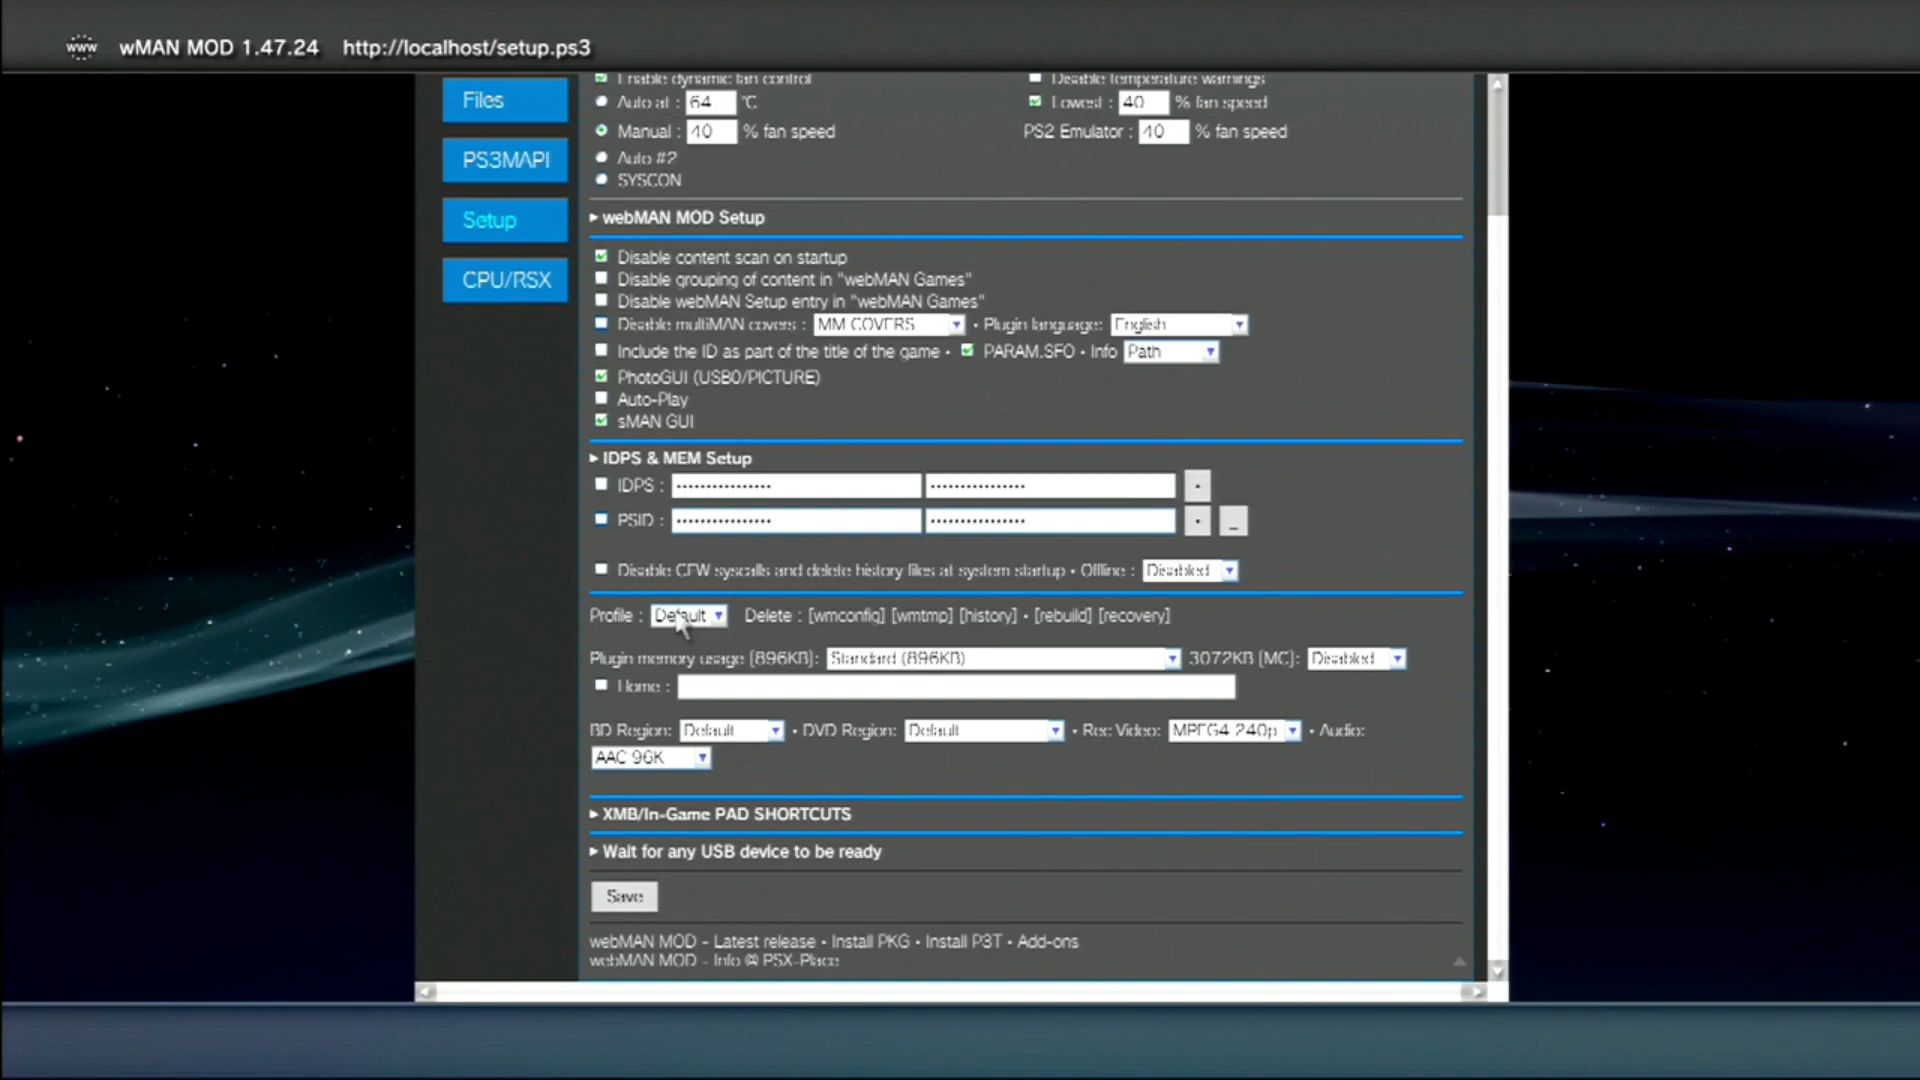 wMAN MOD 1.47.24 http://localhost/setup.ps3
Files
PS3MAPI
Setup
CPU/RSX
Enable dynamic fan control
Disable temperature warnings
Auto at : 64 °C
Lowest : 40 % fan speed
Manual : 40 % fan speed
PS2 Emulator : 40 % fan speed
Auto #2
SYSCON
webMAN MOD Setup
Disable content scan on startup
Disable grouping of content in "webMAN Games"
Disable webMAN Setup entry in "webMAN Games"
Disable multiMAN covers : MM COVERS • Plugin language: English
Include the ID as part of the title of the game • PARAM.SFO • Info Path
PhotoGUI (USB0/PICTURE)
Auto-Play
sMAN GUI
IDPS & MEM Setup
IDPS : •••••••••••••••• ••••••••••••••••
PSID : •••••••••••••••• ••••••••••••••••
Disable CFW syscalls and delete history files at system startup • Offline : Disabled
Profile : Default Delete : [wmconfig] [wmtmp] [history] • [rebuild] [recovery]
Plugin memory usage [896KB]: Standard (896KB) 3072KB [MC]: Disabled
Home :
BD Region: Default • DVD Region: Default • Rec Video: MPEG4 240p • Audio:
AAC 96K
XMB/In-Game PAD SHORTCUTS
Wait for any USB device to be ready
Save
webMAN MOD - Latest release • Install PKG • Install P3T • Add-ons
webMAN MOD - Info @ PSX-Place